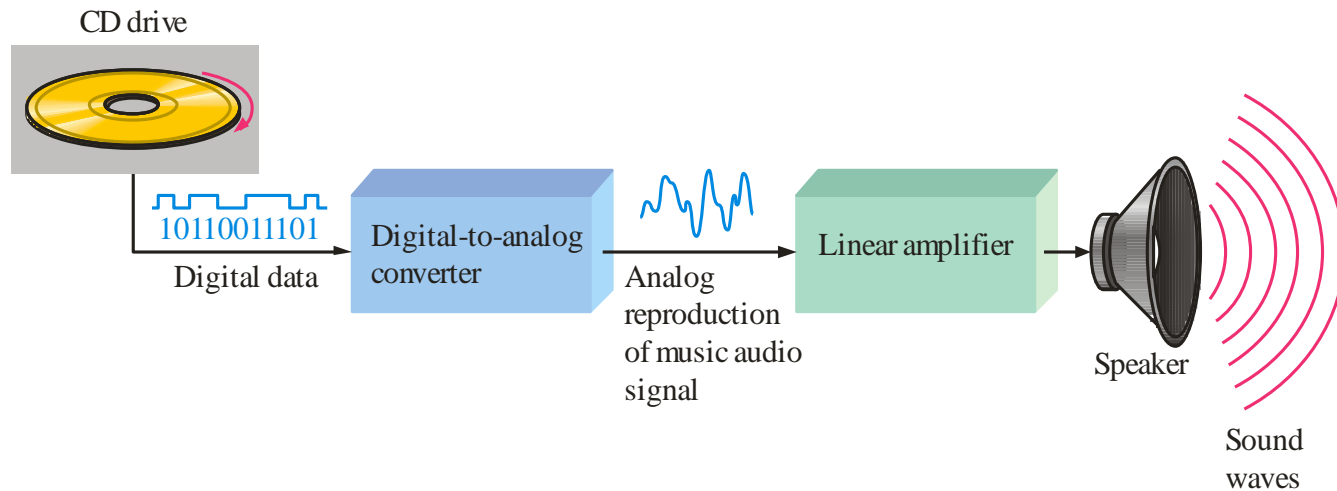 CD drive
10110011101
Digital data
Digital-to-analog
converter
Analog
reproduction
of music audio
signal
Linear amplifier
Speaker
Sound
waves